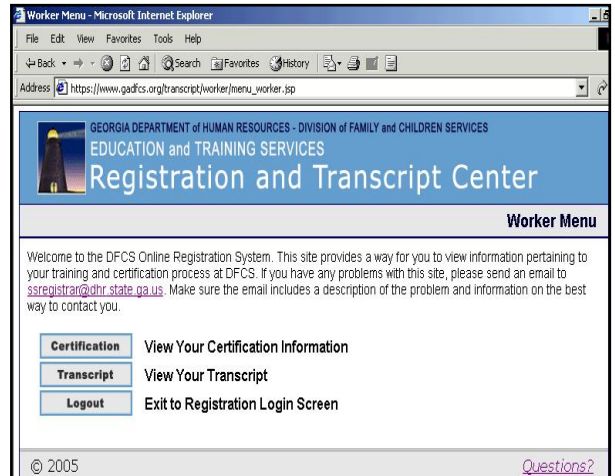 Worker Menu - Microsoft Internet Explorer
File Edit View Favorites Tools Help
Back Search Favorites History
Address https://www.gadfcs.org/transcript/worker/menu_worker.jsp
GEORGIA DEPARTMENT of HUMAN RESOURCES - DIVISION of FAMILY and CHILDREN SERVICES
EDUCATION and TRAINING SERVICES
Registration and Transcript Center
Worker Menu
Welcome to the DFCS Online Registration System. This site provides a way for you to view information pertaining to
your training and certification process at DFCS. If you have any problems with this site, please send an email to
ssregistrar@dhr.state.ga.us. Make sure the email includes a description of the problem and information on the best
way to contact you.
Certification View Your Certification Information
Transcript View Your Transcript
Logout Exit to Registration Login Screen
© 2005 Questions?